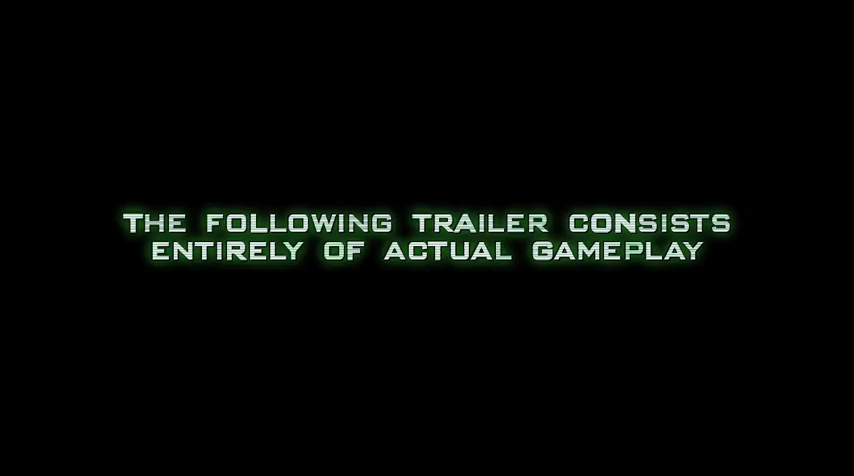 THE FOLLOWING TRAILER CONSISTS
ENTIRELY OF ACTUAL GAMEPLAY